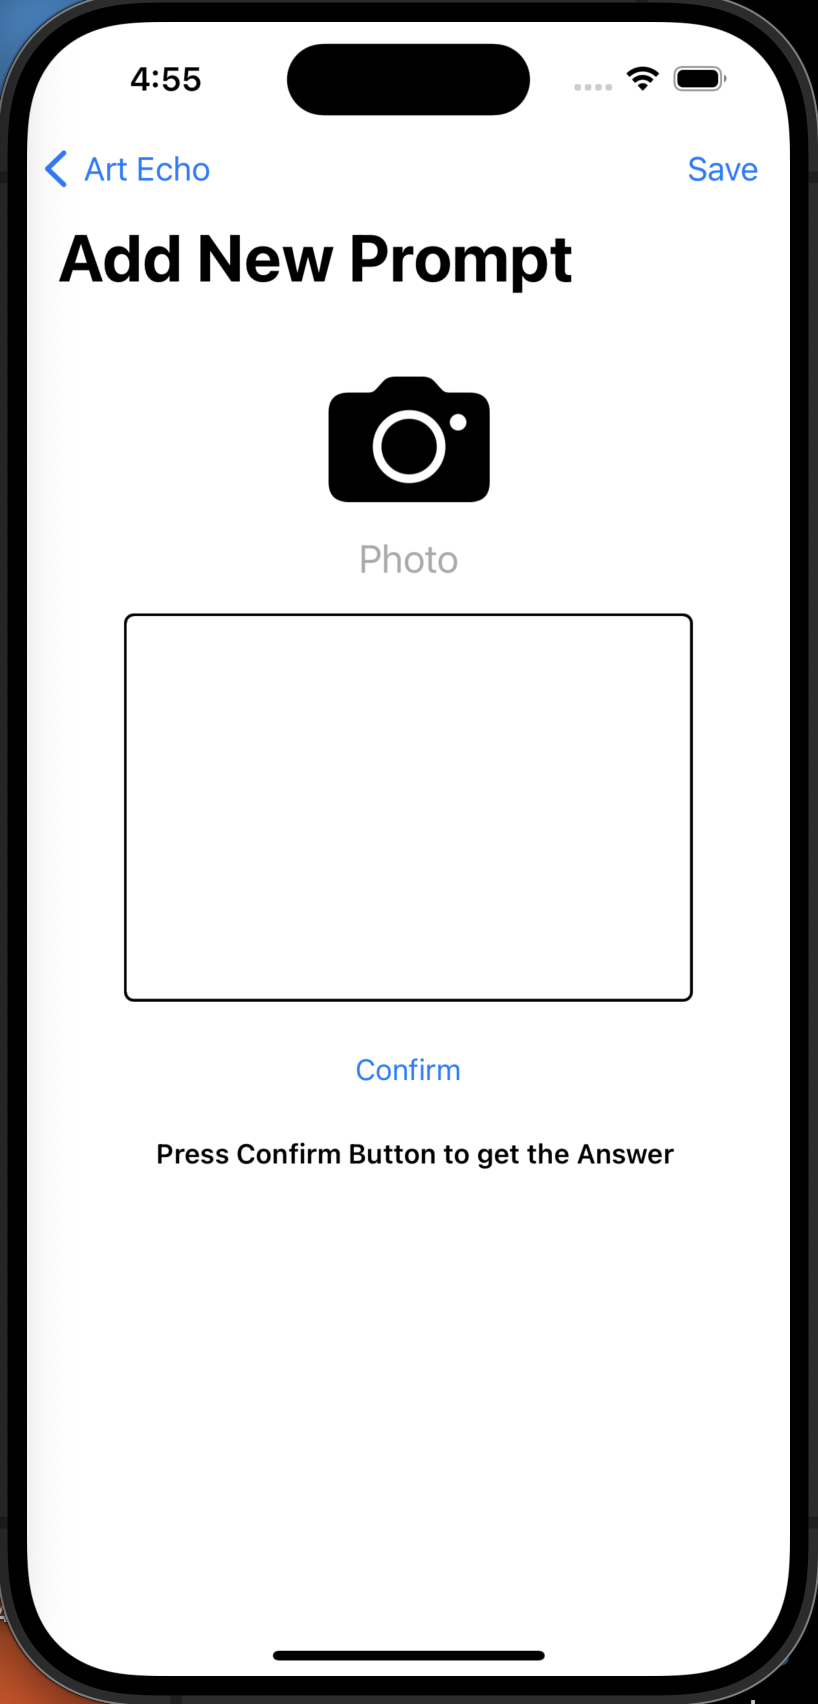 4:55
Art Echo
Save
Add New Prompt
Photo
Confirm
Press Confirm Button to get the Answer